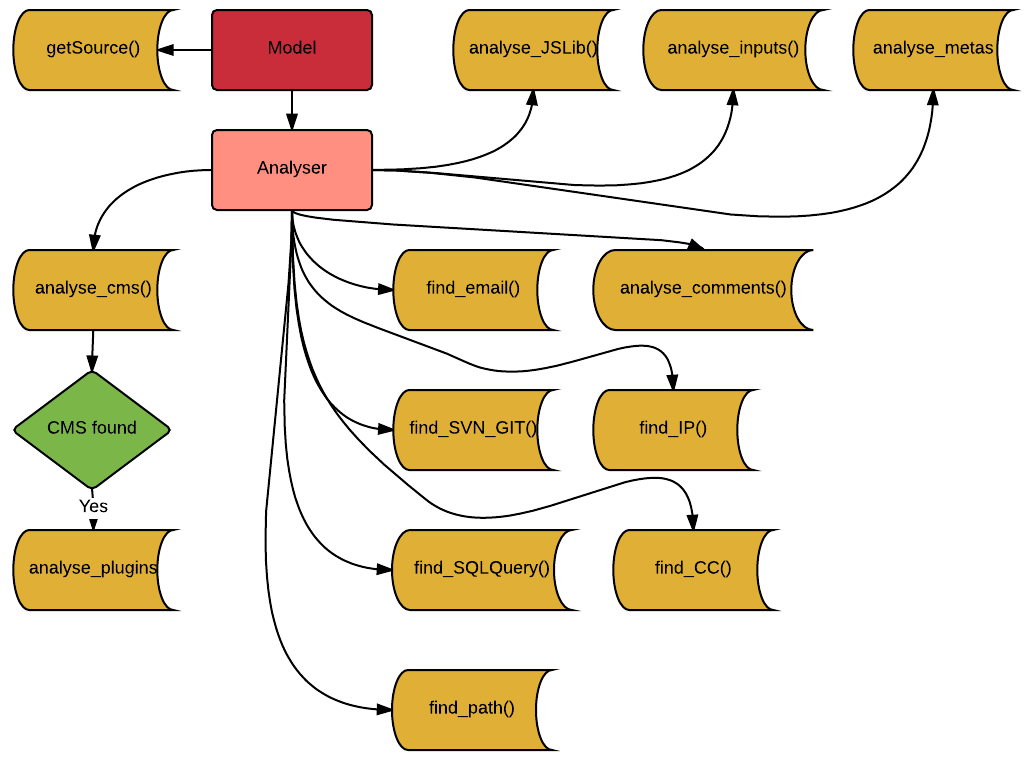 getSource()
Model
analyse_JSLib()
analyse_inputs()
analyse_metas
Analyser
analyse_cms()
find_email()
analyse_comments()
CMS found
find_SVN_GIT()
find_IP()
Yes
analyse_plugins
find_SQLQuery()
find_CC()
find_path()